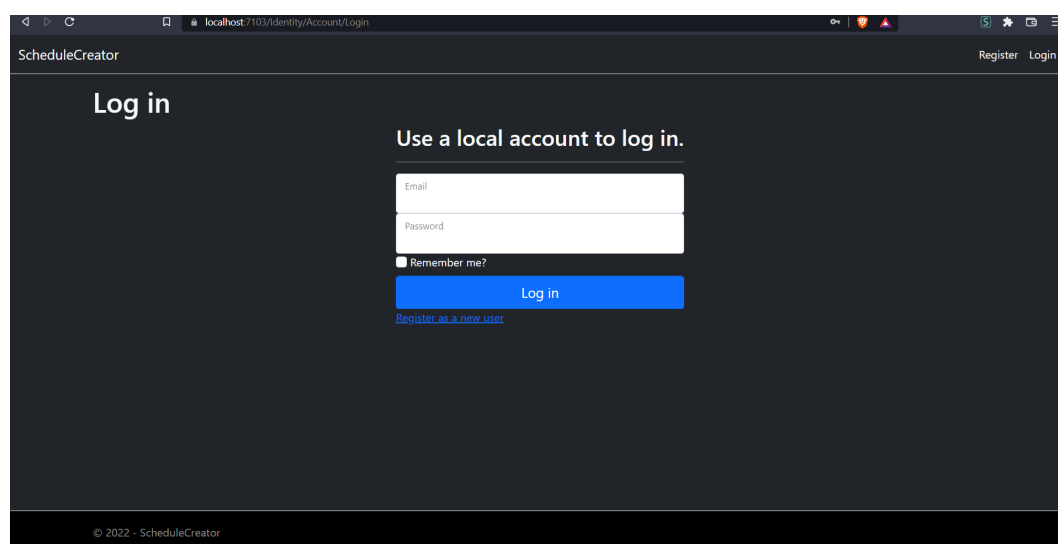 localhost:7103/Identity/Account/Login
ScheduleCreator Register Login
Log in
Use a local account to log in.
Email
Password
Remember me?
Log in
Register as a new user
© 2022 - ScheduleCreator